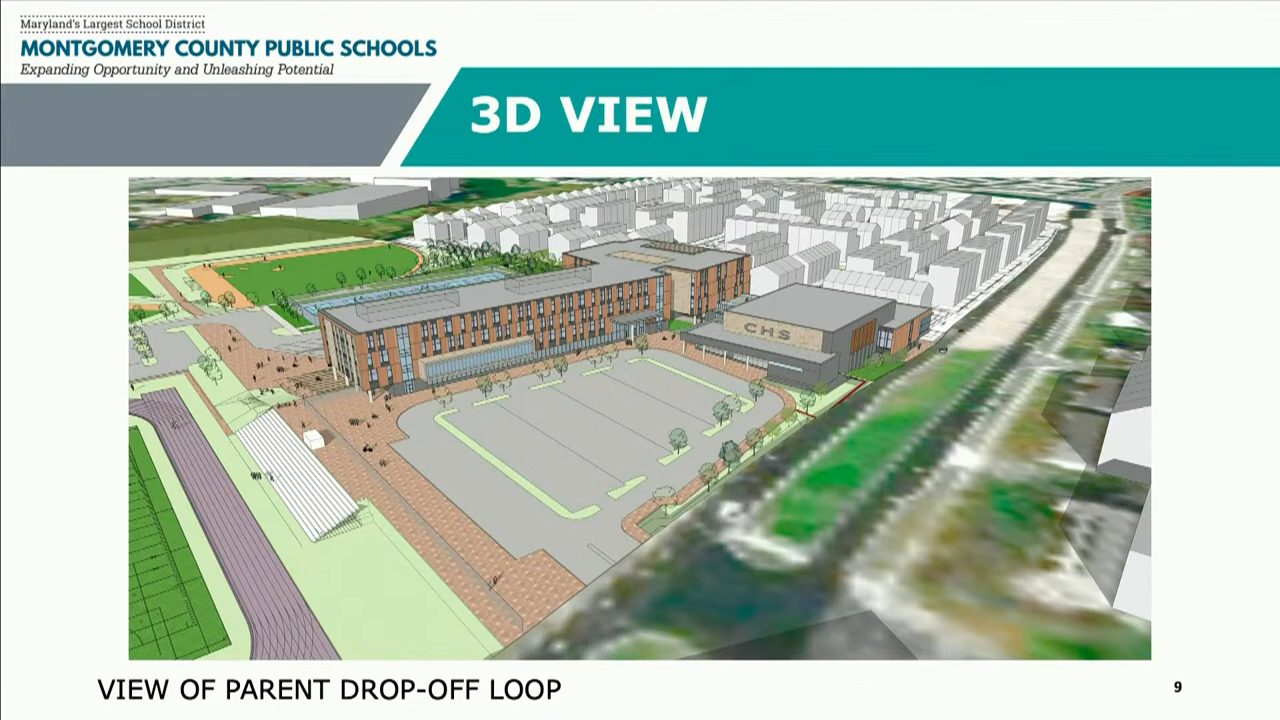 Maryland's Largest School District
MONTGOMERY COUNTY PUBLIC SCHOOLS
Expanding Opportunity and Unleashing Potential
3D VIEW
CHS
VIEW OF PARENT DROP-OFF LOOP
9